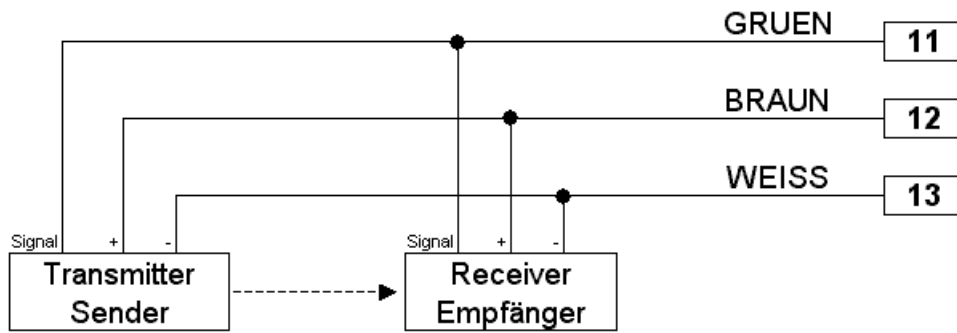 GRUEN 11
BRAUN 12
WEISS 13
Signal + - Signal + -
Transmitter Receiver
Sender Empfänger